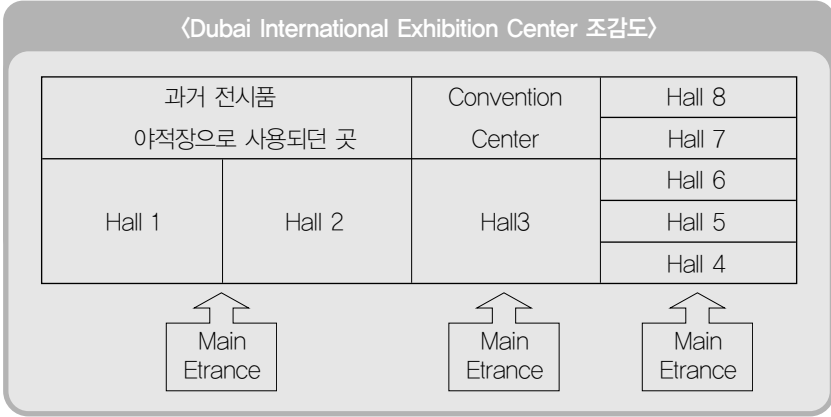 〈Dubai International Exhibition Center 조감도〉
과거 전시품
야적장으로 사용되던 곳
Convention
Center
Hall 8
Hall 7
Hall 1
Hall 2
Hall3
Hall 6
Hall 5
Hall 4
Main
Etrance
Main
Etrance
Main
Etrance